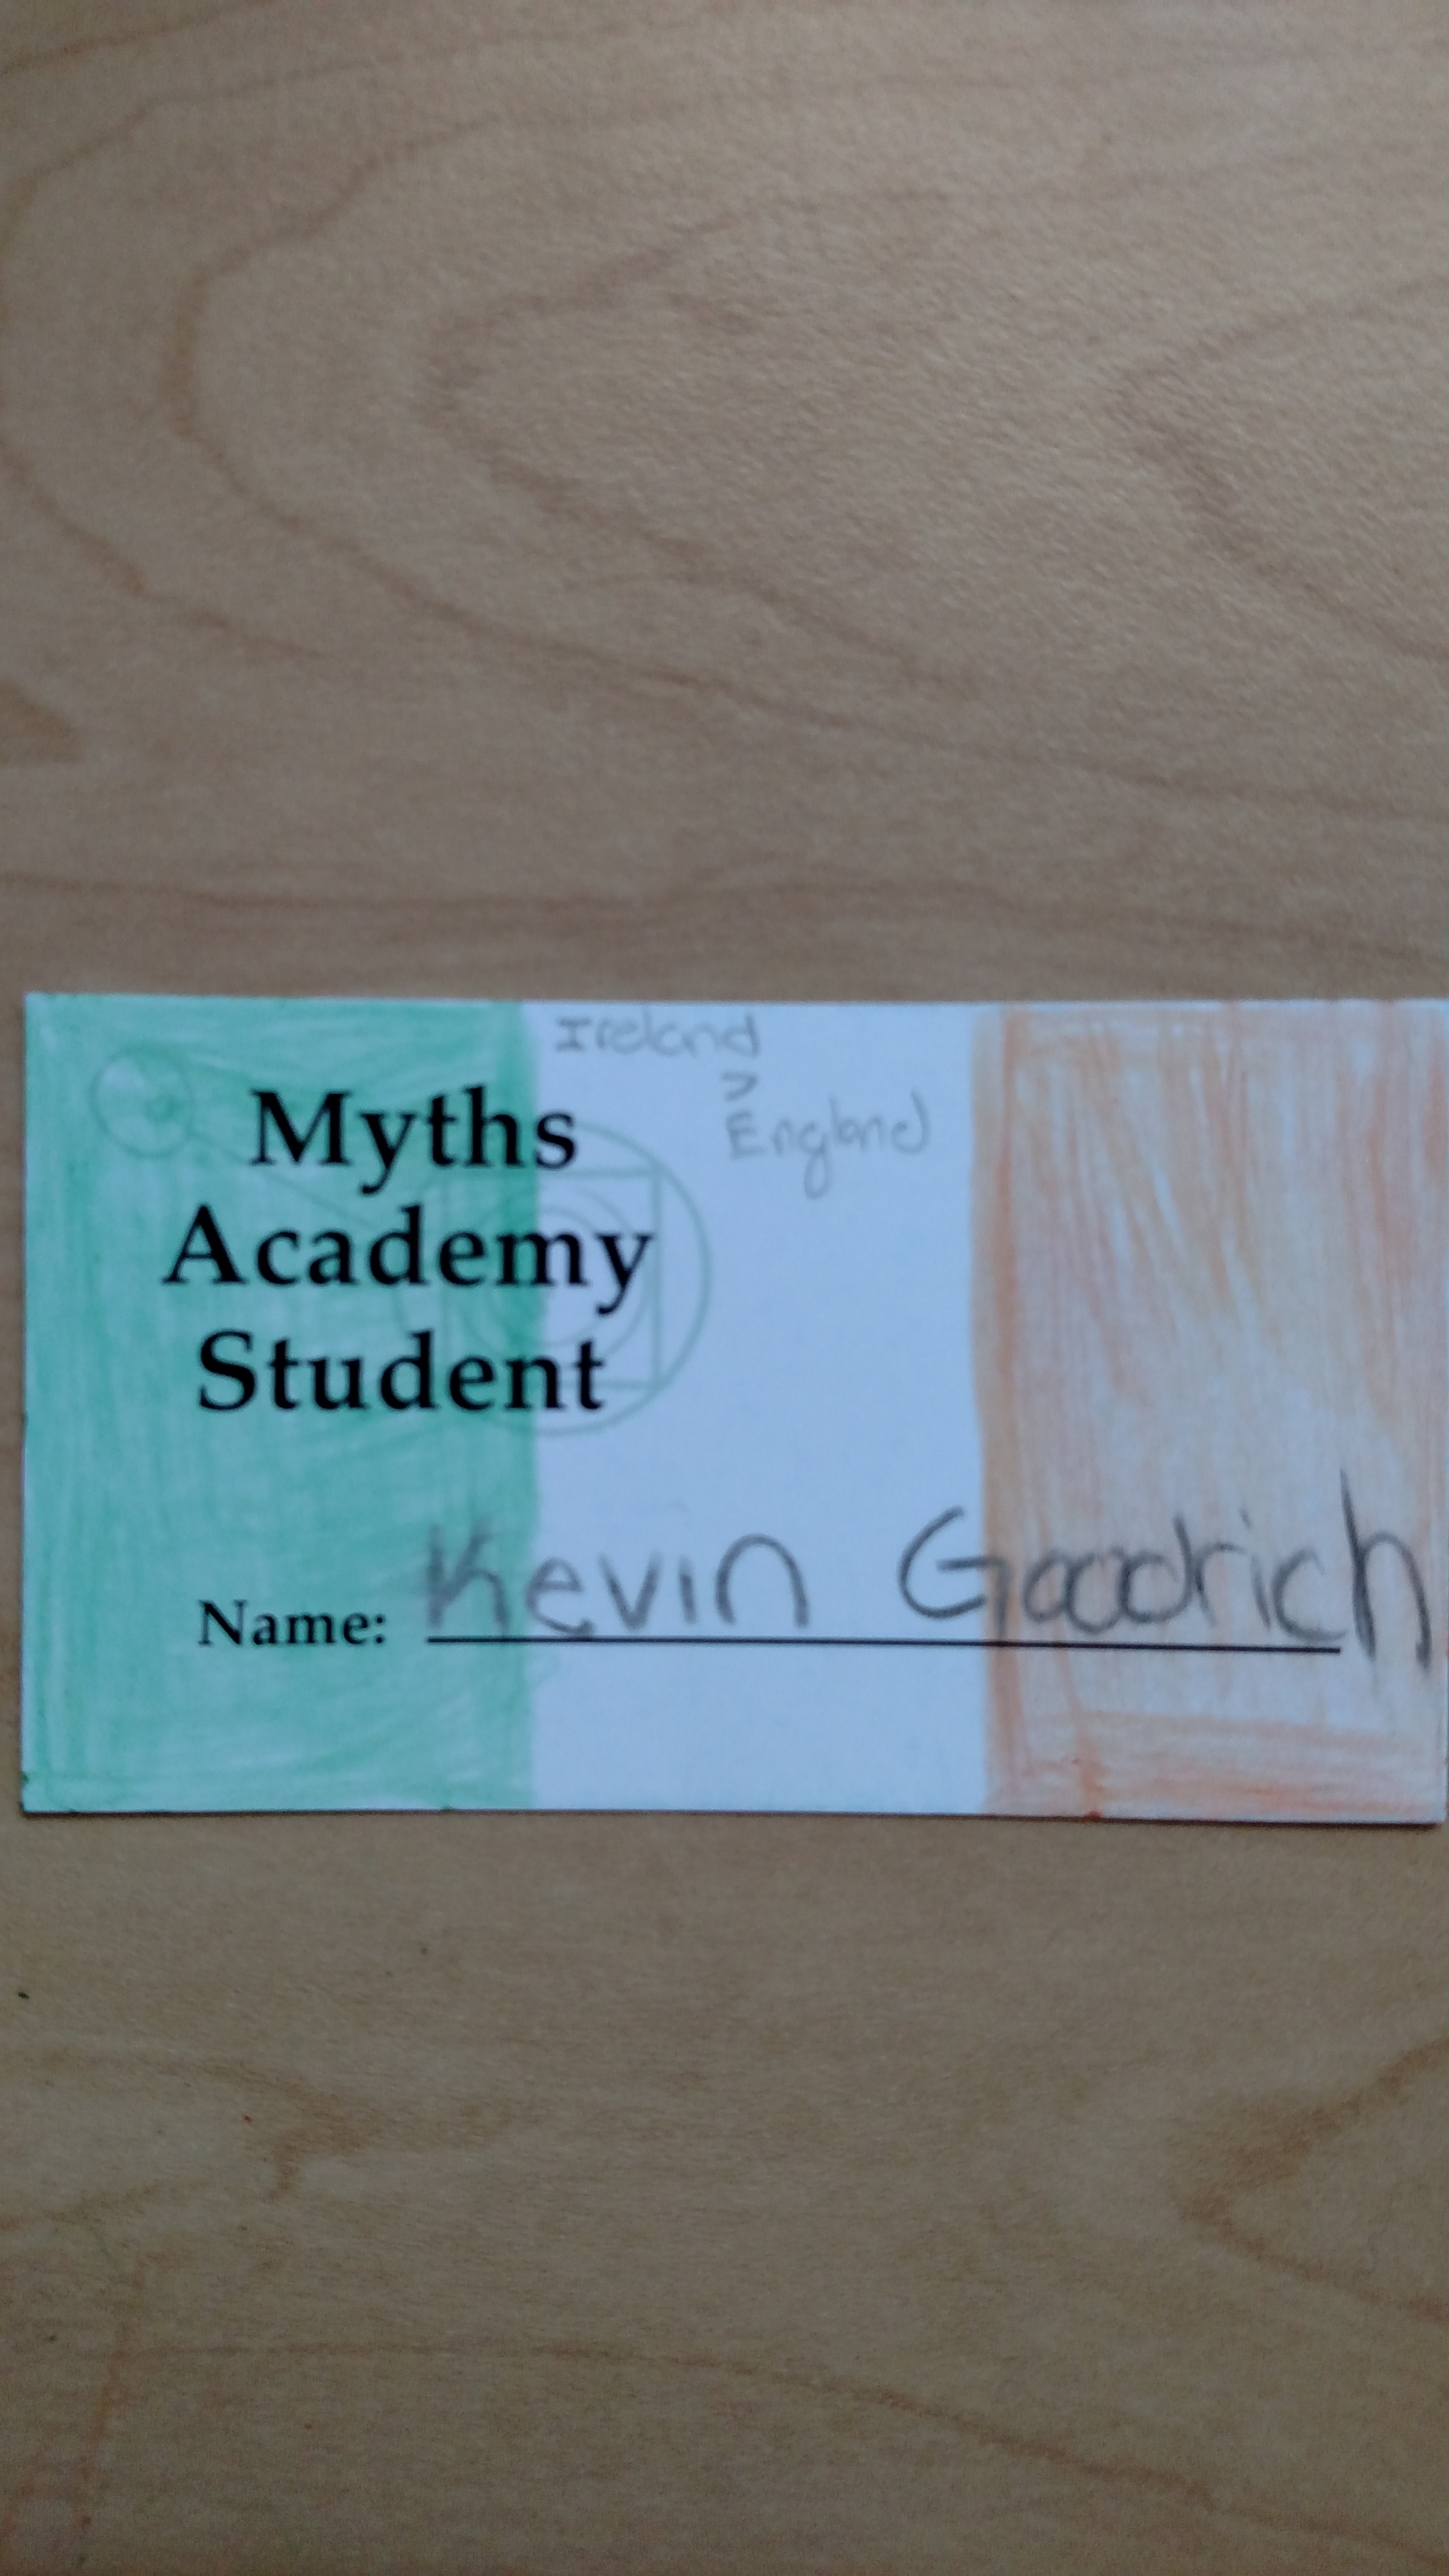 Ireland
>
England
Myths
Academy
Student
Name: Kevin Goodrich